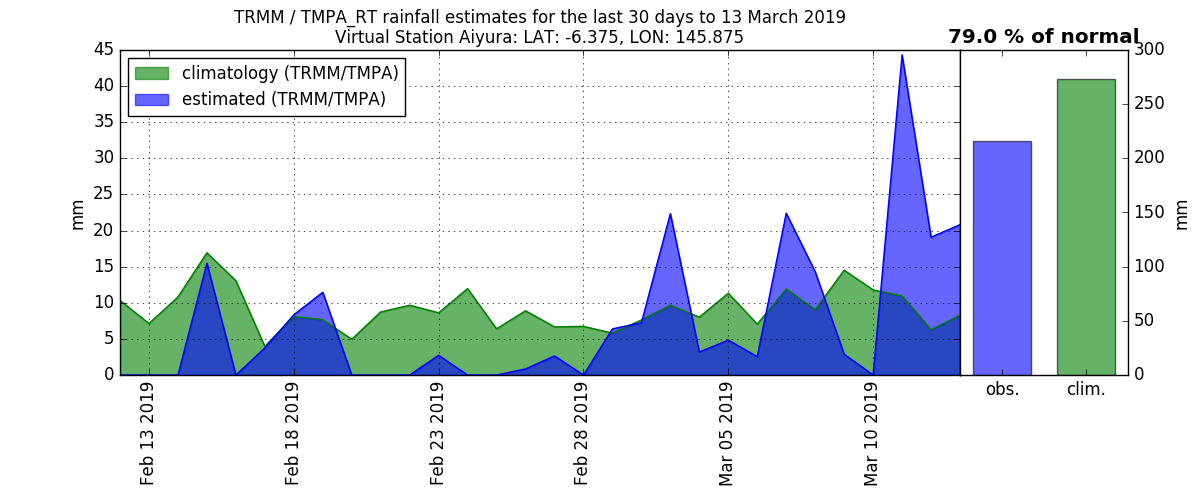 TRMM / TMPA_RT rainfall estimates for the last 30 days to 13 March 2019
Virtual Station Aiyura: LAT: -6.375, LON: 145.875
79.0 % of normal
climatology (TRMM/TMPA)
estimated (TRMM/TMPA)
45
40
35
30
25
20
15
10
5
0
mm
Feb 13 2019
Feb 18 2019
Feb 23 2019
Feb 28 2019
Mar 05 2019
Mar 10 2019
300
250
200
150
100
50
0
mm
obs.
clim.